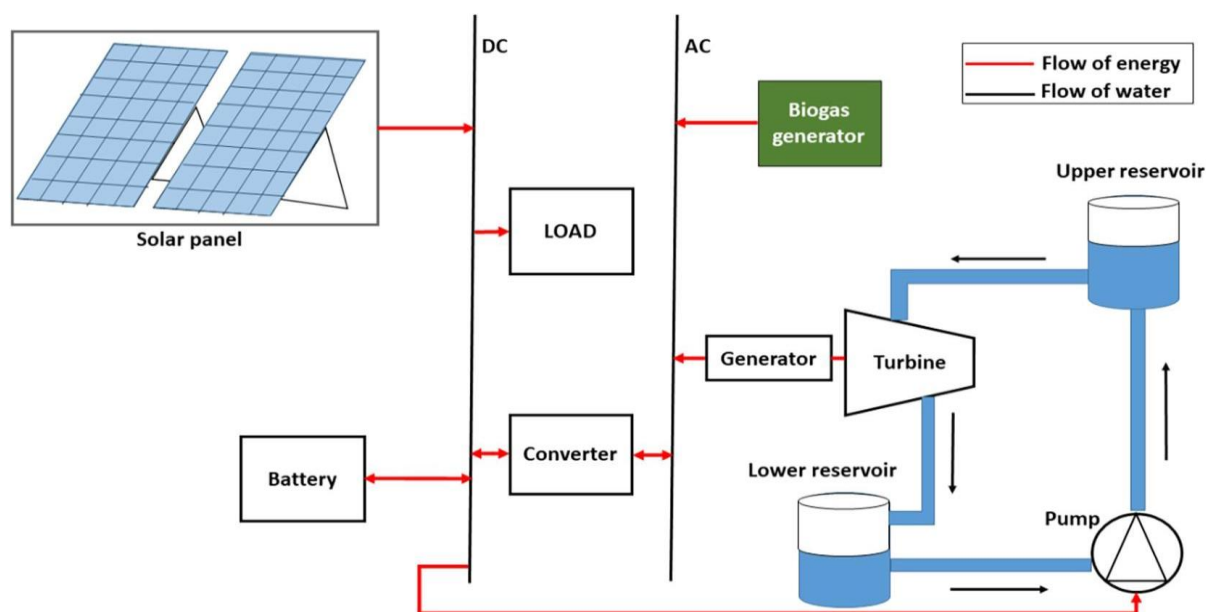 DC
AC
Flow of energy
Flow of water
Biogas
generator
Upper reservoir
Solar panel
LOAD
Generator
Turbine
Converter
Battery
Lower reservoir
Pump